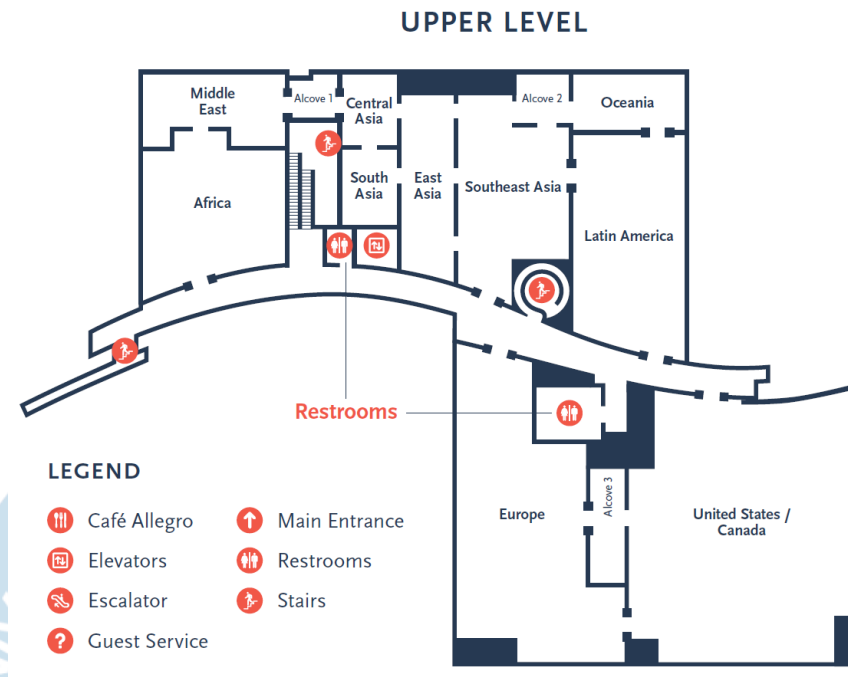 UPPER LEVEL
Middle
East
Alcove 1
Central
Asia
Alcove 2
Oceania
Africa
South
Asia
East
Asia
Southeast Asia
Latin America
Restrooms
Europe
Alcove 3
United States /
Canada
LEGEND
Café Allegro
Main Entrance
Elevators
Restrooms
Escalator
Stairs
?
Guest Service